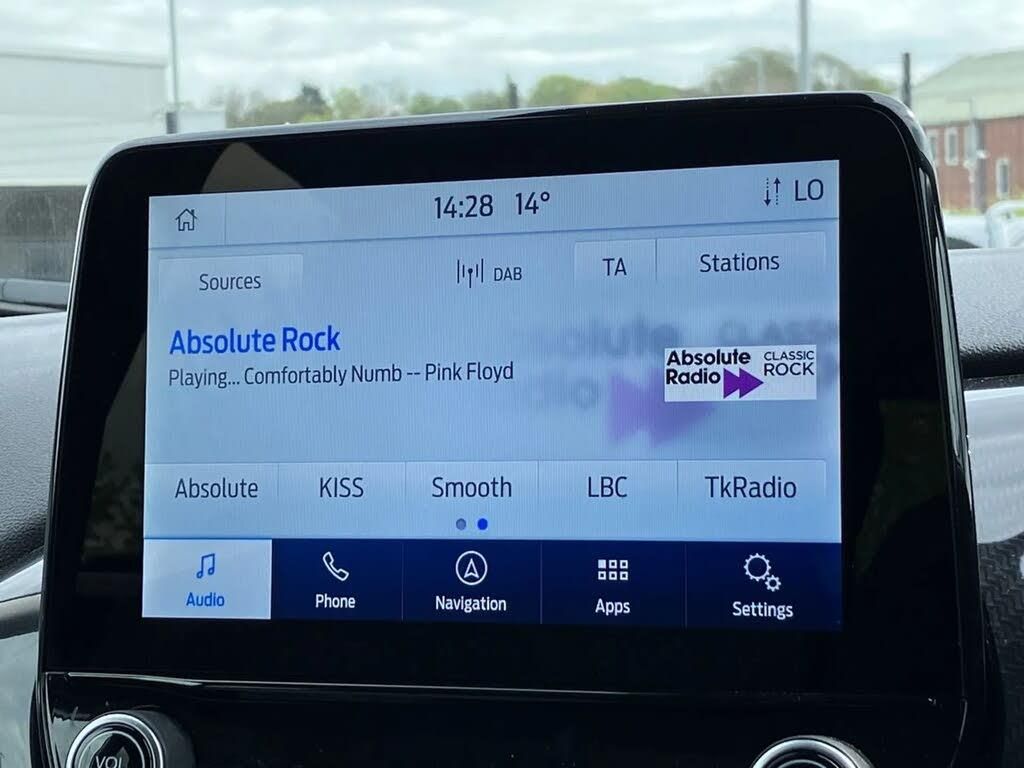 14:28 14° LO
Sources DAB TA Stations
Absolute Rock
Playing... Comfortably Numb -- Pink Floyd
Absolute Radio CLASSIC ROCK
Absolute KISS Smooth LBC TkRadio
Audio Phone Navigation Apps Settings
VOL